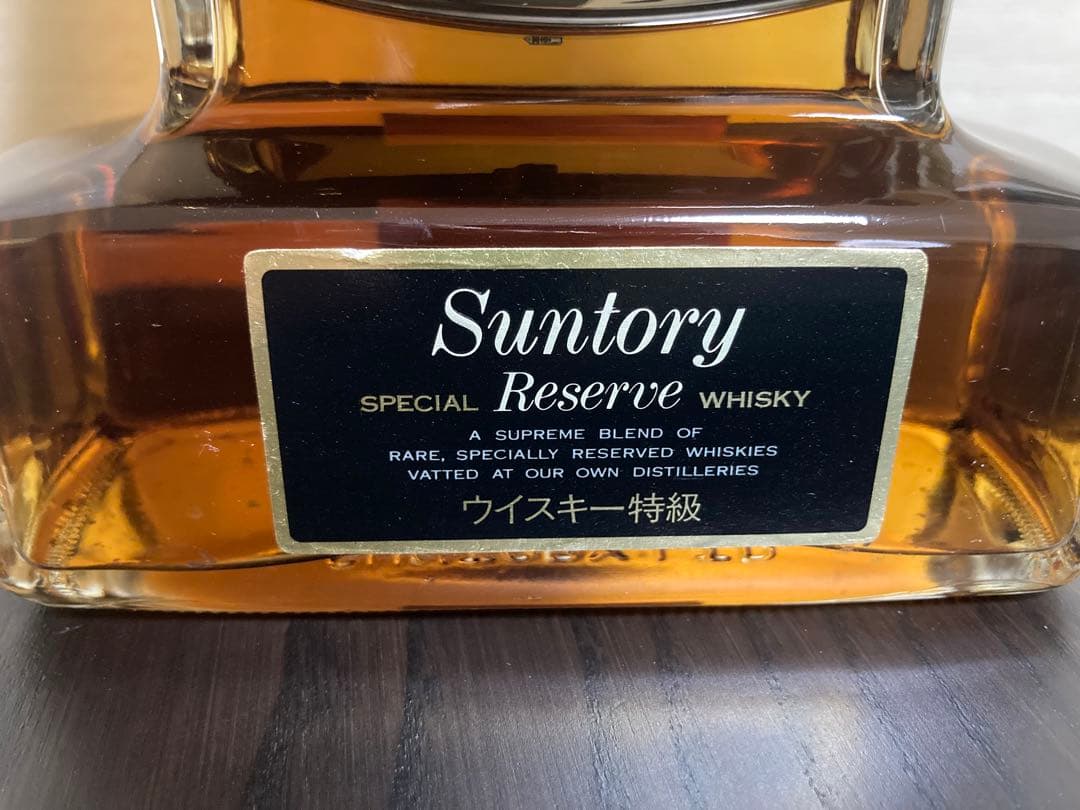 Suntory
SPECIAL Reserve WHISKY
A SUPREME BLEND OF
RARE, SPECIALLY RESERVED WHISKIES
VATTED AT OUR OWN DISTILLERIES
ウイスキー特級